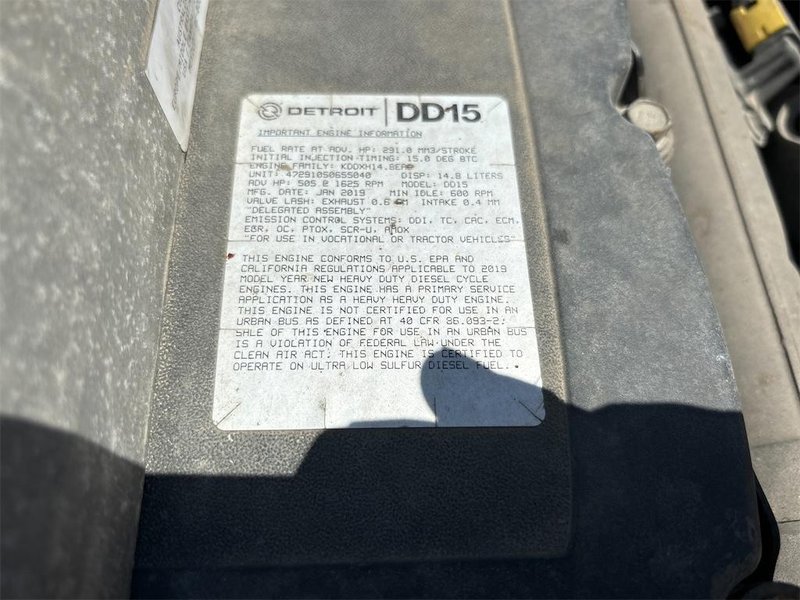 DETROIT DD15
IMPORTANT ENGINE INFORMATION
FUEL RATE AT ADV. HP: 291.0 MM3/STROKE
INITIAL INJECTION TIMING: 15.0 DEG BTC
ENGINE FAMILY: KDDXH14.8EAD
UNIT: 472910S0655040 DISP: 14.8 LITERS
ADV HP: 505.0 @ 1625 RPM MODEL: DD15
MFG. DATE: JAN 2019 MIN IDLE: 600 RPM
VALVE LASH: EXHAUST 0.6 MM INTAKE 0.4 MM
"DELEGATED ASSEMBLY"
EMISSION CONTROL SYSTEMS: DDI, TC, CAC, ECM,
EGR, OC, PTOX, SCR-U, AMOX
"FOR USE IN VOCATIONAL OR TRACTOR VEHICLES"
THIS ENGINE CONFORMS TO U.S. EPA AND
CALIFORNIA REGULATIONS APPLICABLE TO 2019
MODEL YEAR NEW HEAVY DUTY DIESEL CYCLE
ENGINES. THIS ENGINE HAS A PRIMARY SERVICE
APPLICATION AS A HEAVY HEAVY DUTY ENGINE.
THIS ENGINE IS NOT CERTIFIED FOR USE IN AN
URBAN BUS AS DEFINED AT 40 CFR 86.093-2.
SALE OF THIS ENGINE FOR USE IN AN URBAN BUS
IS A VIOLATION OF FEDERAL LAW UNDER THE
CLEAN AIR ACT. THIS ENGINE IS CERTIFIED TO
OPERATE ON ULTRA LOW SULFUR DIESEL FUEL.